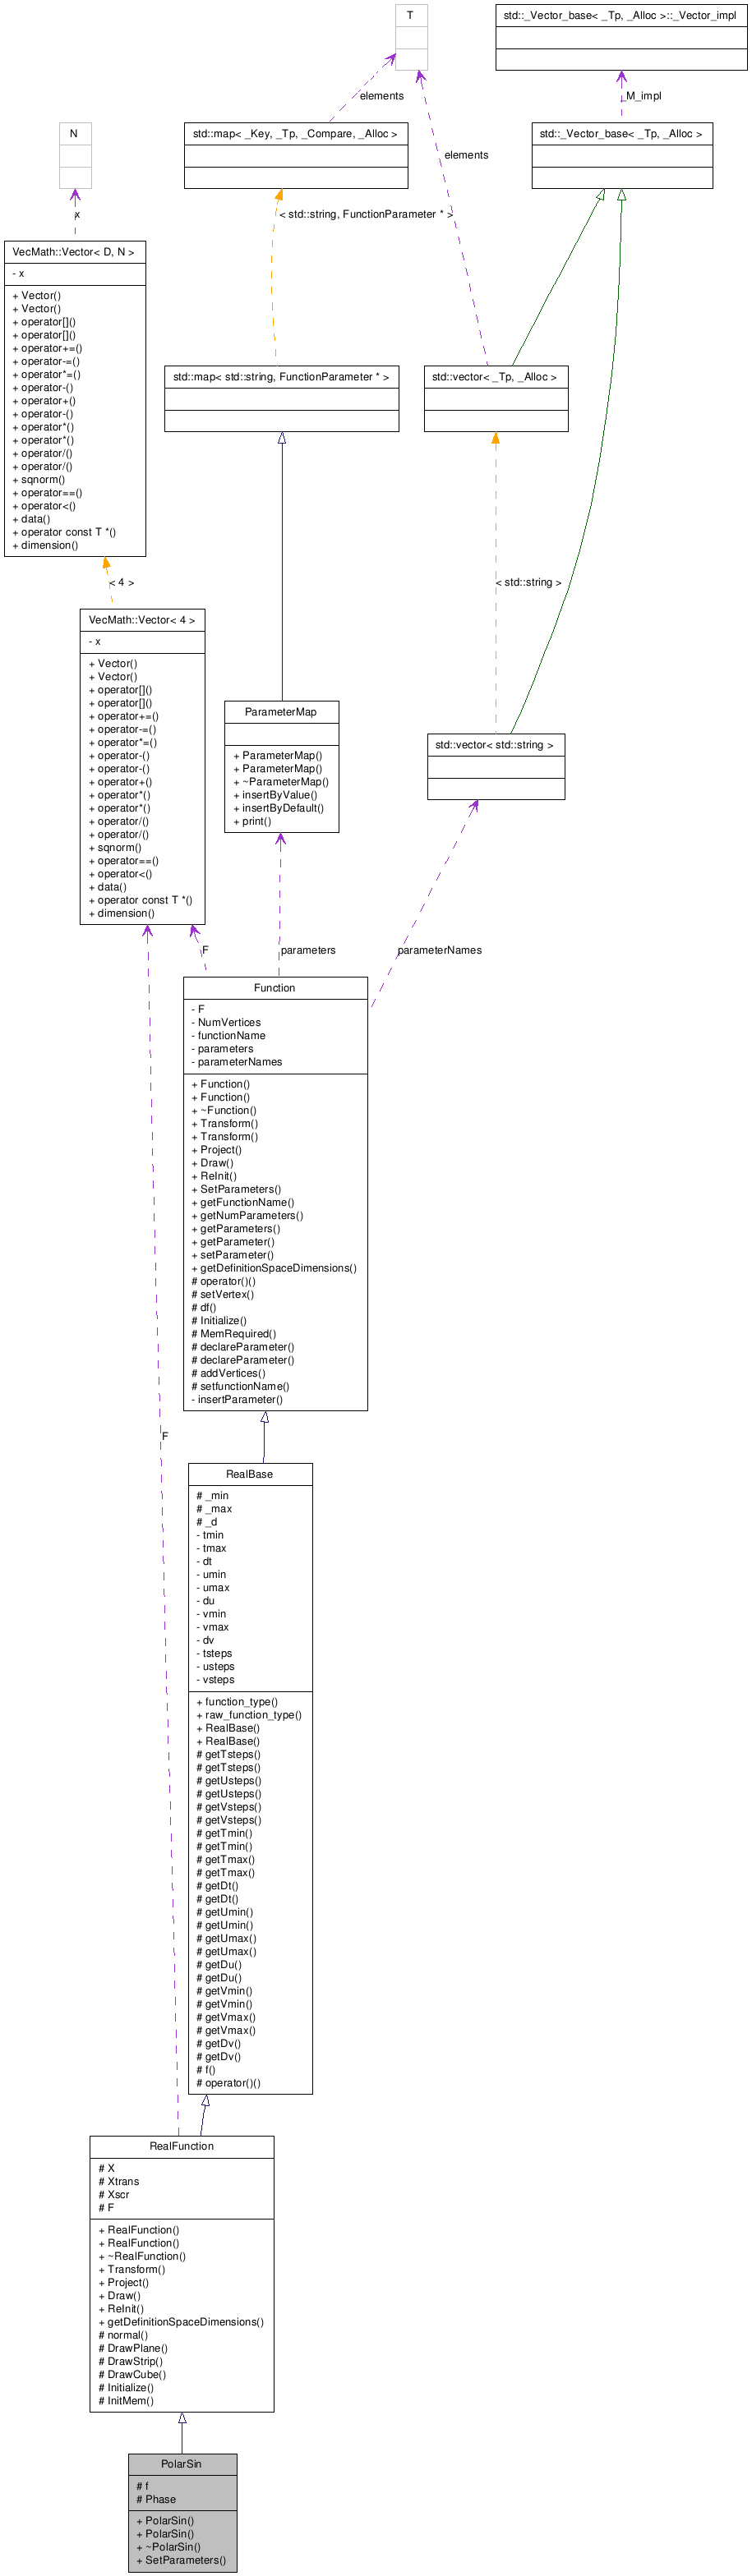 T
std::_Vector_base< _Tp, _Alloc >::_Vector_impl
elements
_M_impl
N
std::map< _Key, _Tp, _Compare, _Alloc >
std::_Vector_base< _Tp, _Alloc >
elements
x
< std::string, FunctionParameter * >
VecMath::Vector< D, N >
- x
+ Vector()
+ Vector()
+ operator[]()
+ operator[]()
+ operator+=()
+ operator-=()
+ operator*=()
+ operator-()
+ operator+()
+ operator-()
+ operator*()
+ operator*()
+ operator/()
+ operator/()
+ sqnorm()
+ operator==()
+ operator<()
+ data()
+ operator const T *()
+ dimension()
std::map< std::string, FunctionParameter * >
std::vector< _Tp, _Alloc >
< 4 >
< std::string >
VecMath::Vector< 4 >
- x
+ Vector()
+ Vector()
+ operator[]()
+ operator[]()
+ operator+=()
+ operator-=()
+ operator*=()
+ operator-()
+ operator-()
+ operator+()
+ operator*()
+ operator*()
+ operator/()
+ operator/()
+ sqnorm()
+ operator==()
+ operator<()
+ data()
+ operator const T *()
+ dimension()
ParameterMap
+ ParameterMap()
+ ParameterMap()
+ ~ParameterMap()
+ insertByValue()
+ insertByDefault()
+ print()
std::vector< std::string >
F
parameters
parameterNames
Function
- F
- NumVertices
- functionName
- parameters
- parameterNames
+ Function()
+ Function()
+ ~Function()
+ Transform()
+ Transform()
+ Project()
+ Draw()
+ ReInit()
+ SetParameters()
+ getFunctionName()
+ getNumParameters()
+ getParameters()
+ getParameter()
+ setParameter()
+ getDefinitionSpaceDimensions()
# operator()()
# setVertex()
# df()
# Initialize()
# MemRequired()
# declareParameter()
# declareParameter()
# addVertices()
# setfunctionName()
- insertParameter()
F
RealBase
# _min
# _max
# _d
- tmin
- tmax
- dt
- umin
- umax
- du
- vmin
- vmax
- dv
- tsteps
- usteps
- vsteps
+ function_type()
+ raw_function_type()
+ RealBase()
+ RealBase()
# getTsteps()
# getTsteps()
# getUsteps()
# getUsteps()
# getVsteps()
# getVsteps()
# getTmin()
# getTmin()
# getTmax()
# getTmax()
# getDt()
# getDt()
# getUmin()
# getUmin()
# getUmax()
# getUmax()
# getDu()
# getDu()
# getVmin()
# getVmin()
# getVmax()
# getVmax()
# getDv()
# getDv()
# f()
# operator()()
RealFunction
# X
# Xtrans
# Xscr
# F
+ RealFunction()
+ RealFunction()
+ ~RealFunction()
+ Transform()
+ Project()
+ Draw()
+ ReInit()
+ getDefinitionSpaceDimensions()
# normal()
# DrawPlane()
# DrawStrip()
# DrawCube()
# Initialize()
# InitMem()
PolarSin
# f
# Phase
+ PolarSin()
+ PolarSin()
+ ~PolarSin()
+ SetParameters()